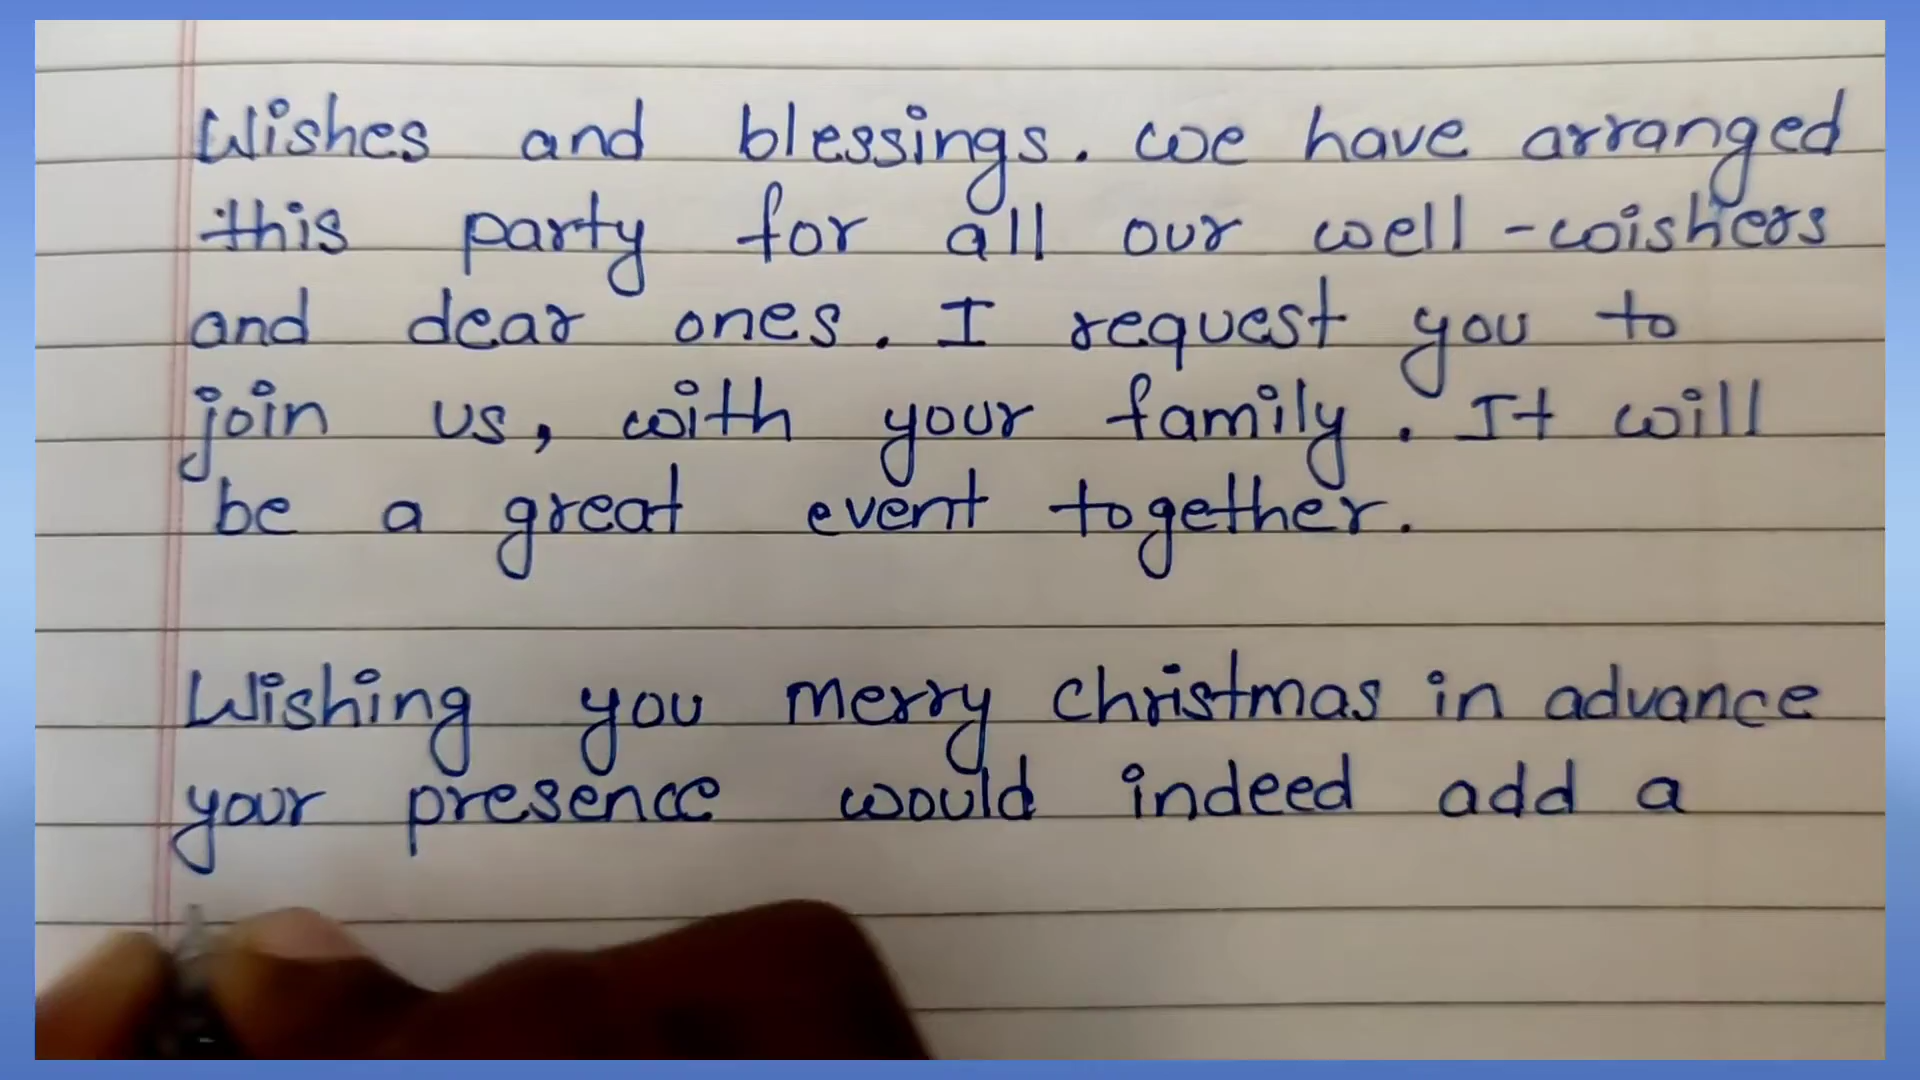 Wishes and blessings. we have arranged
this party for all our well-wishers
and dear ones. I request you to
join us, with your family. It will
be a great event together.
Wishing you merry christmas in advance
your presence would indeed add a